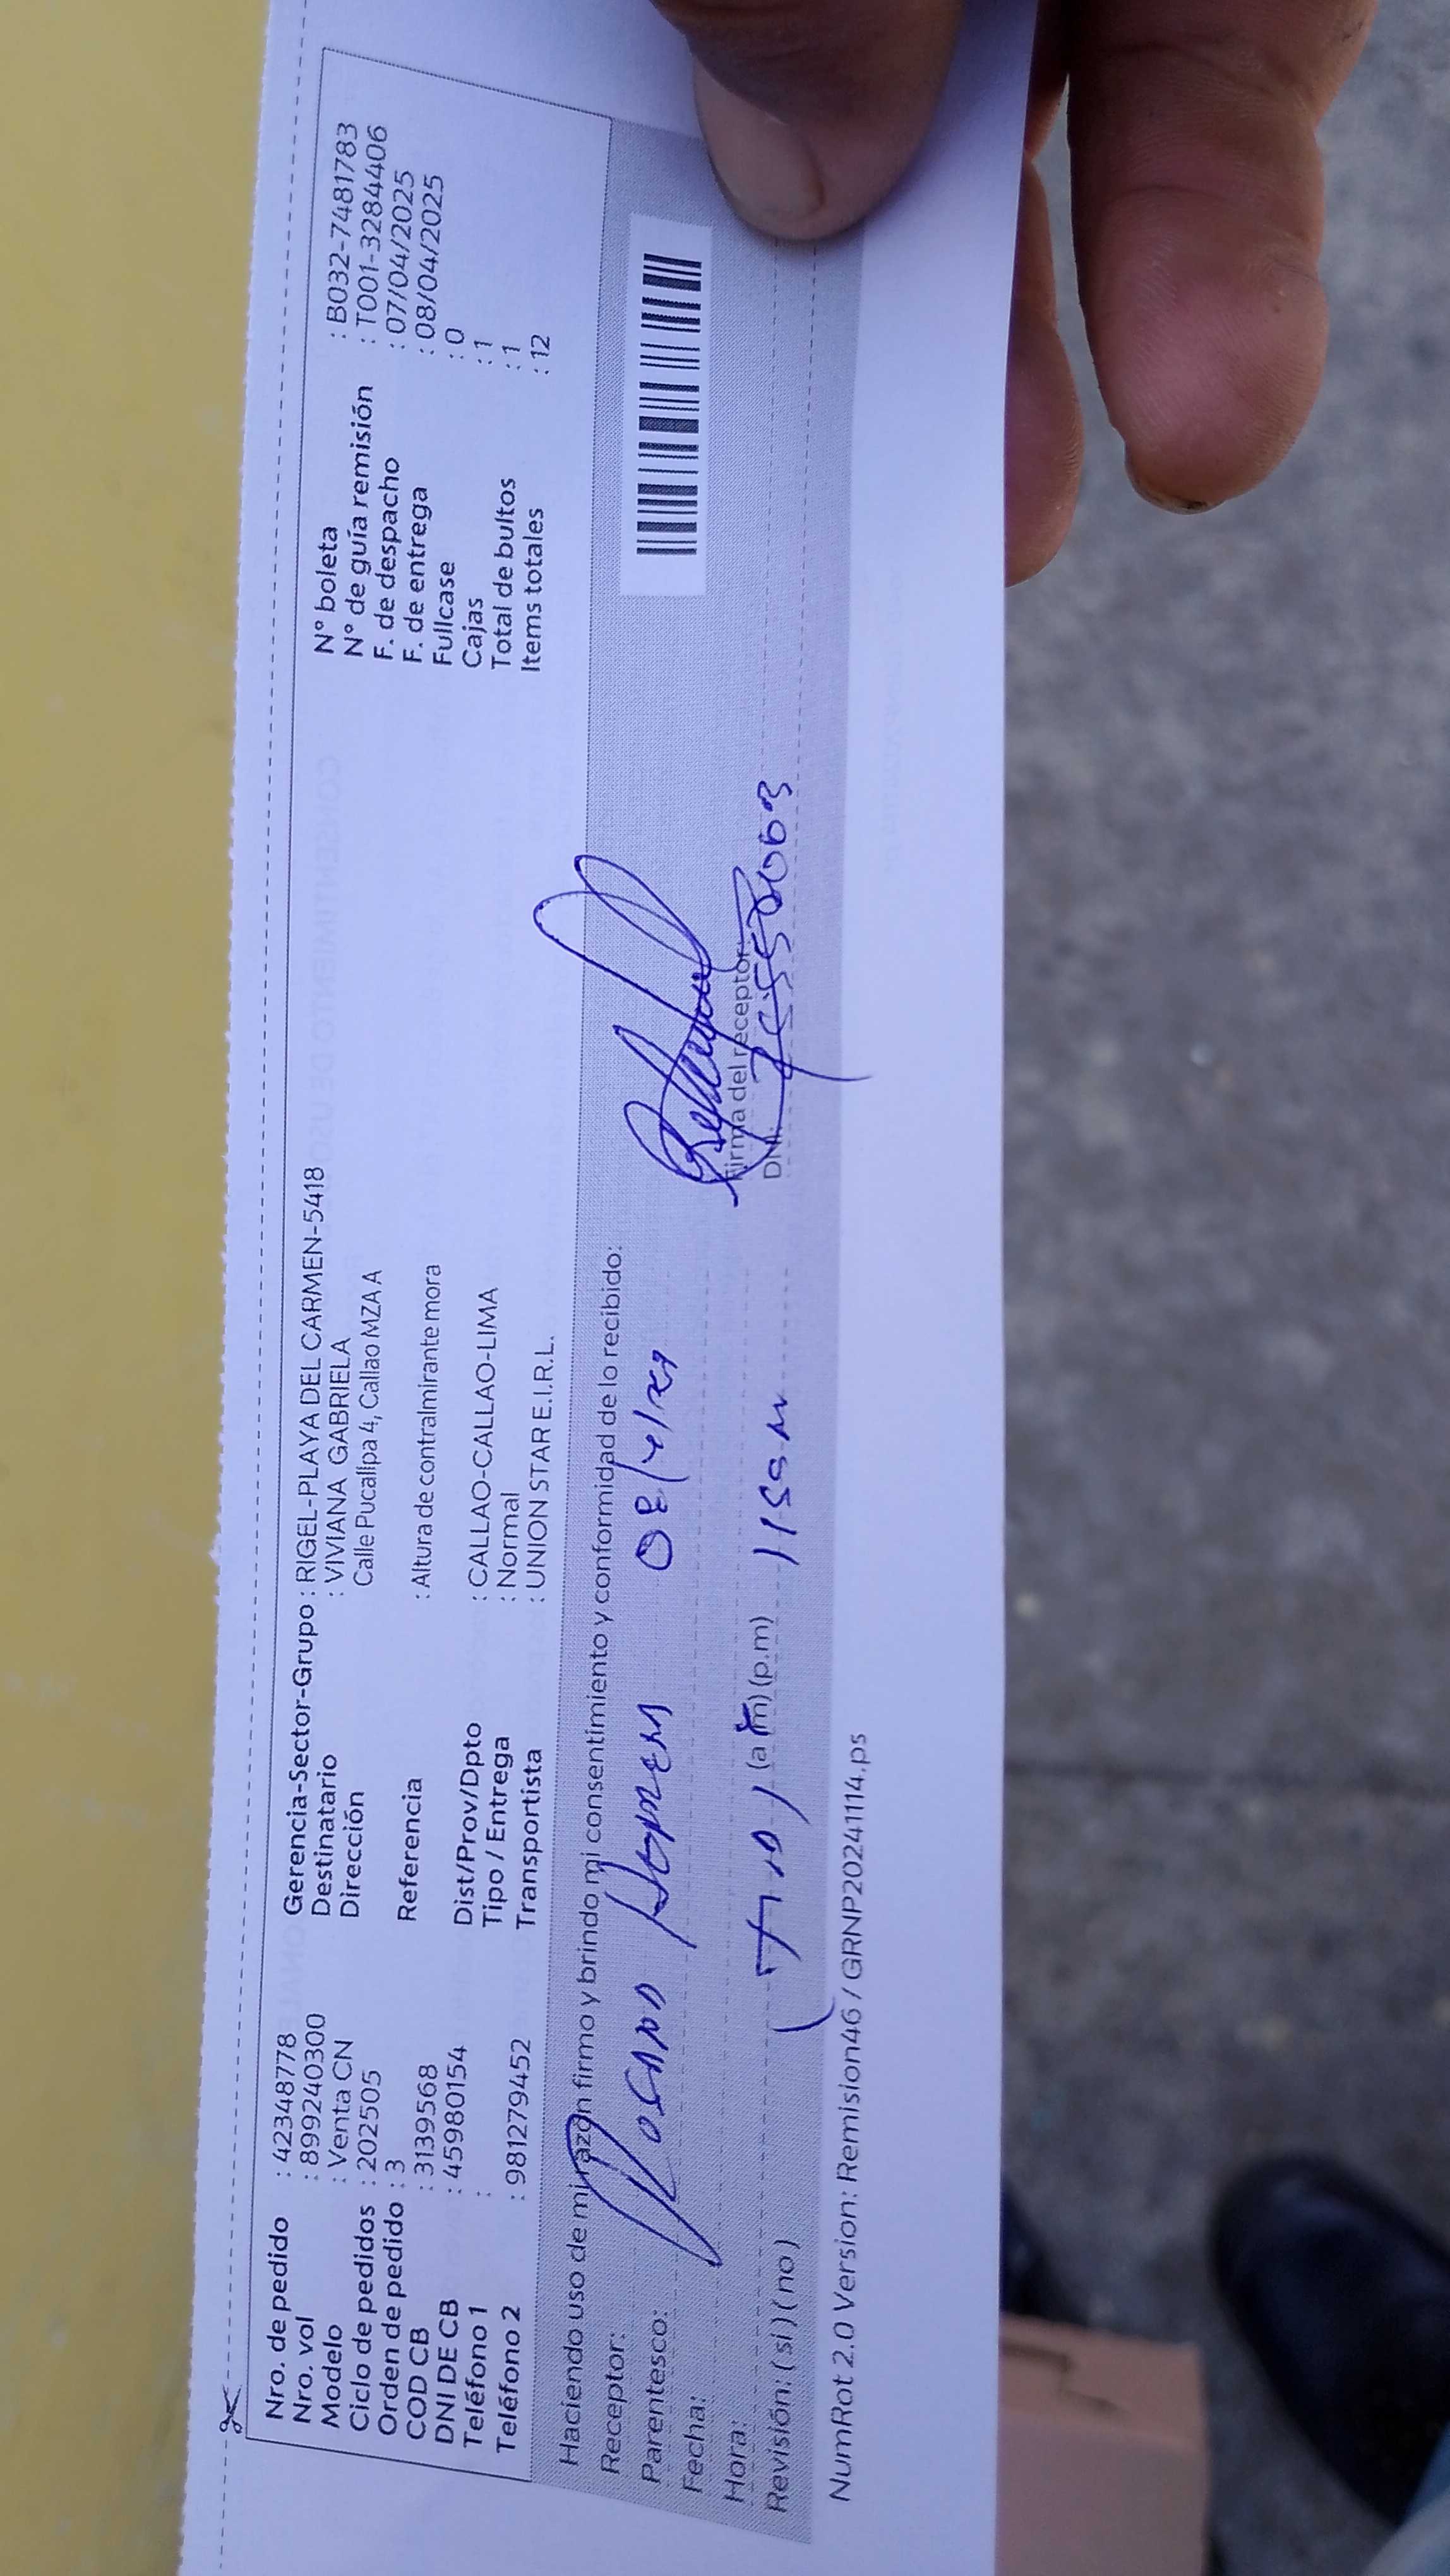 Nro. de pedido : 42348778 Gerencia-Sector-Grupo : RIGEL-PLAYA DEL CARMEN-5418 N° boleta : B032-7481783
Nro. vol : 8992403OO Destinatario : VIVIANA GABRIELA N° de guía remisión : T001-3284406
Modelo : Venta CN Dirección Calle Pucallpa 4, Callao MZA A F. de despacho : 07/04/2025
Ciclo de pedidos : 202505 F. de entrega : 08/04/2025
Orden de pedido : 3 Referencia : Altura de contralmirante mora Fullcase : 0
COD CB : 3139568 Cajas : 1
DNI DE CB : 45980154 Dist/Prov/Dpto : CALLAO-CALLAO-LIMA Total de bultos : 1
Teléfono 1 : Tipo / Entrega : Normal Items totales : 12
Teléfono 2 : 981279452 Transportista : UNION STAR E.I.R.L.
Haciendo uso de mi razón firmo y brindo mi consentimiento y conformidad de lo recibido:
Receptor:
Parentesco:
Fecha:
Hora: (a m) (p.m) Firma del receptor:
Revisión: ( si ) ( no ) DNI:
NumRot 2.0 Version: Remision46 / GRNP20241114.ps